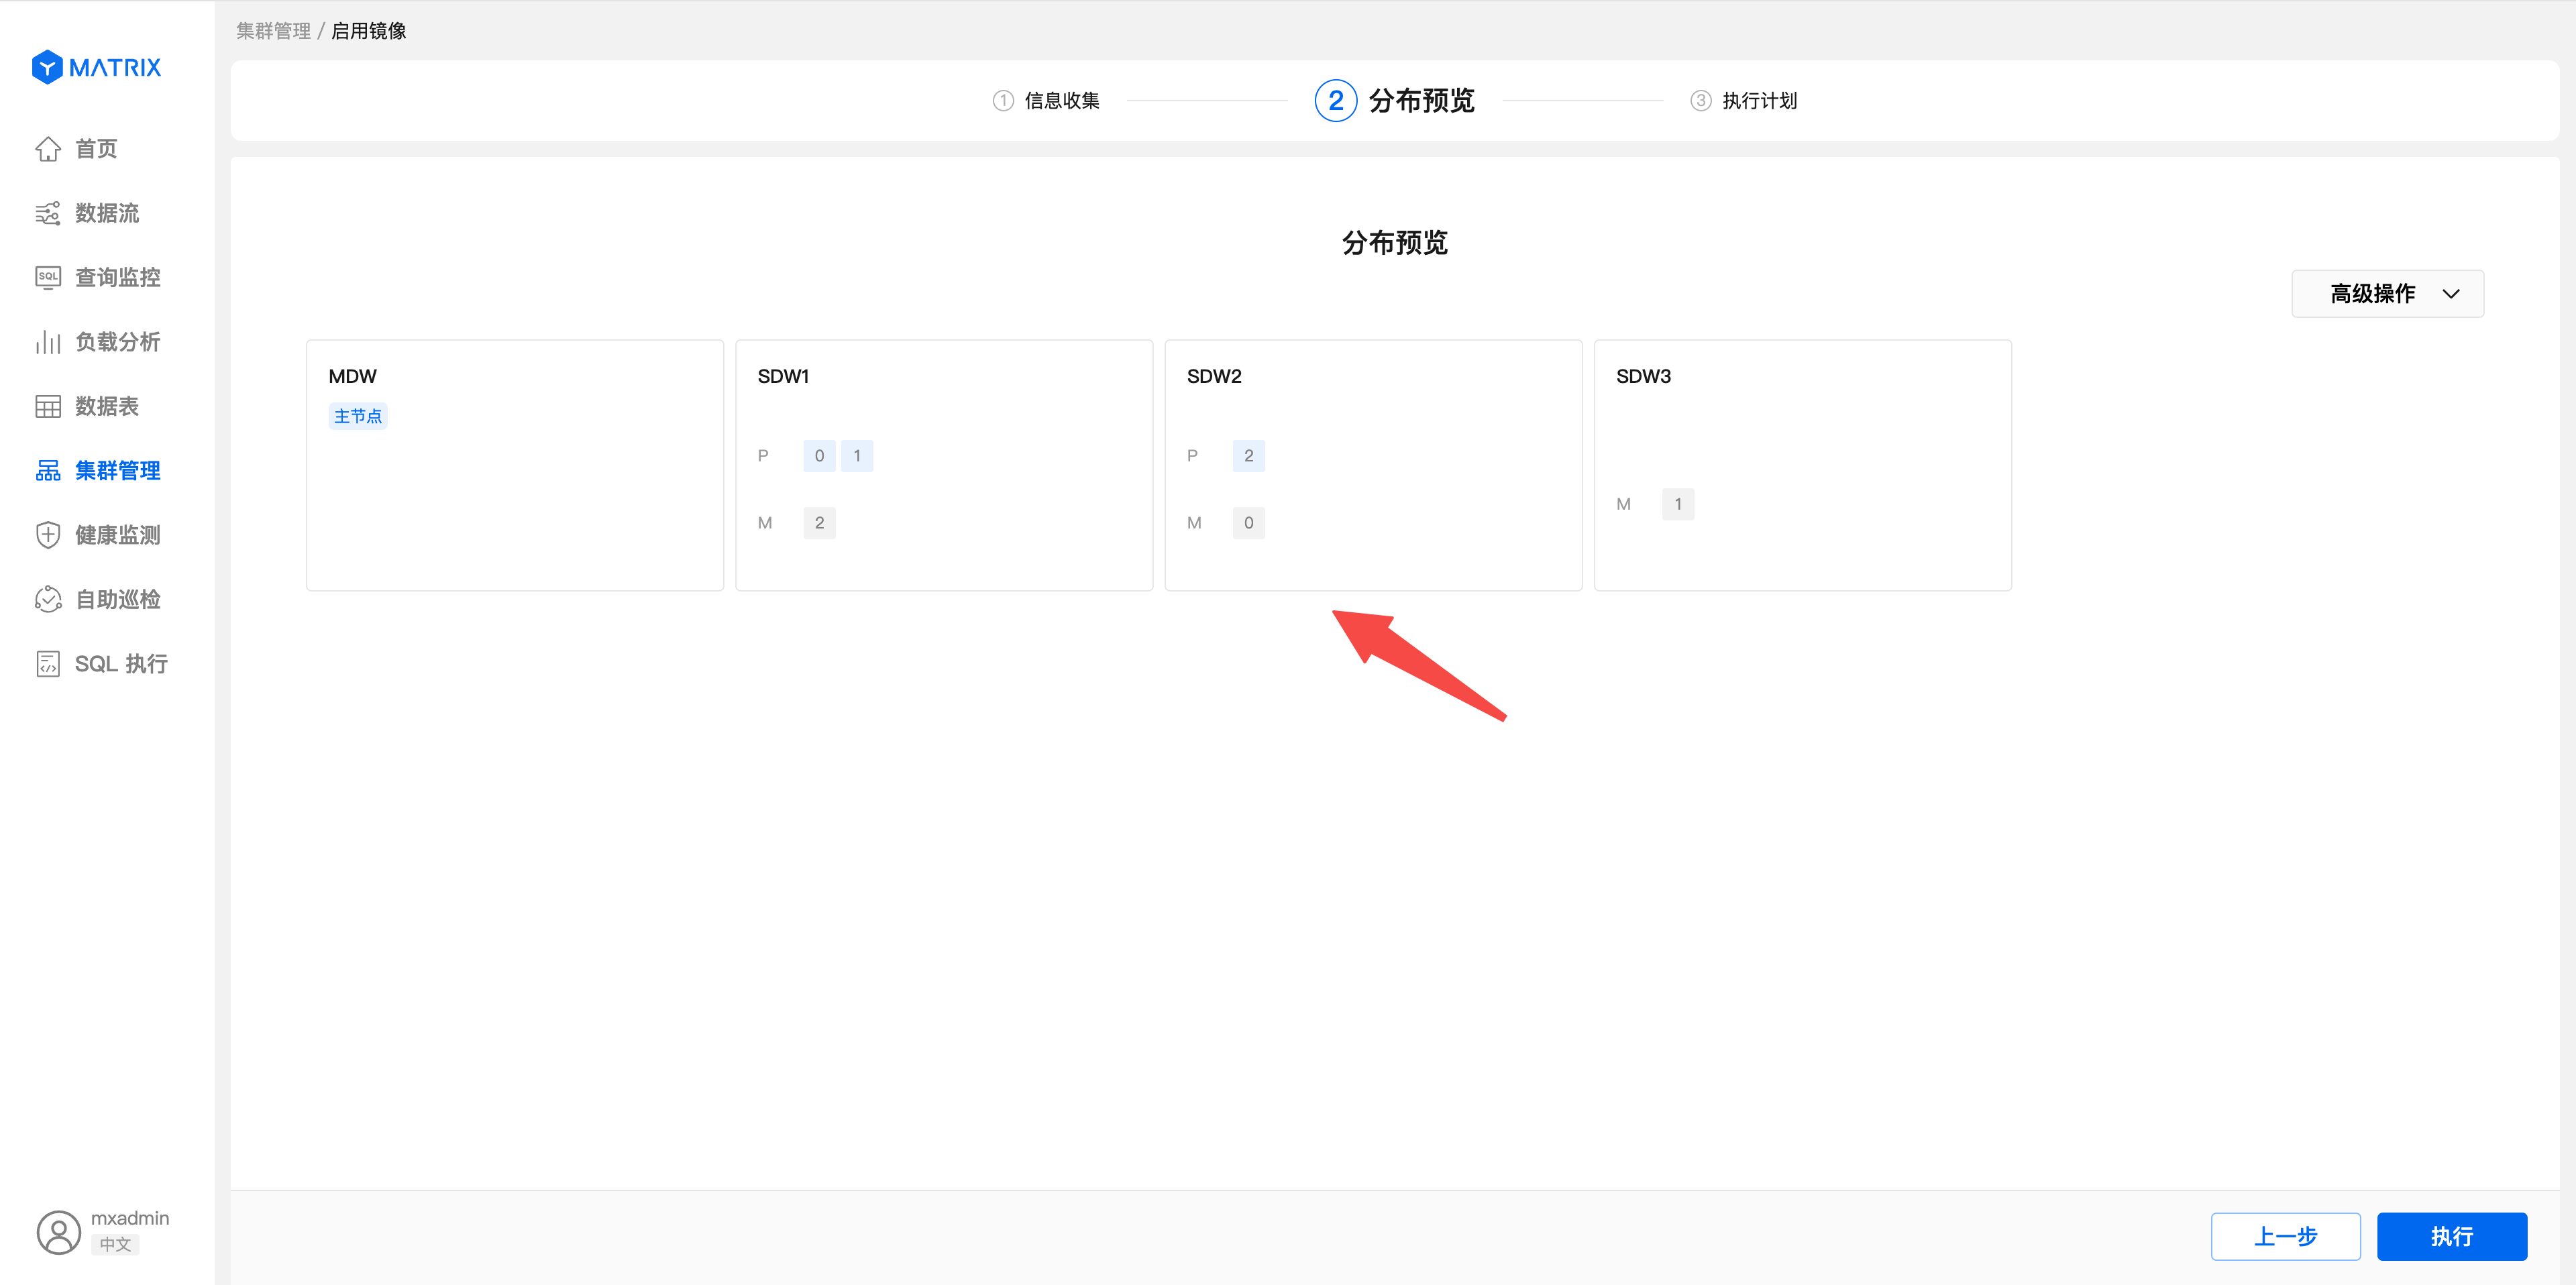 集群管理 / 启用镜像
MATRIX
首页
数据流
SQL 查询监控
负载分析
数据表
集群管理
健康监测
自助巡检
SQL 执行
mxadmin
中文
1 信息收集
2 分布预览
3 执行计划
分布预览
高级操作
MDW
主节点
SDW1
P 0 1
M 2
SDW2
P 2
M 0
SDW3
M 1
上一步
执行